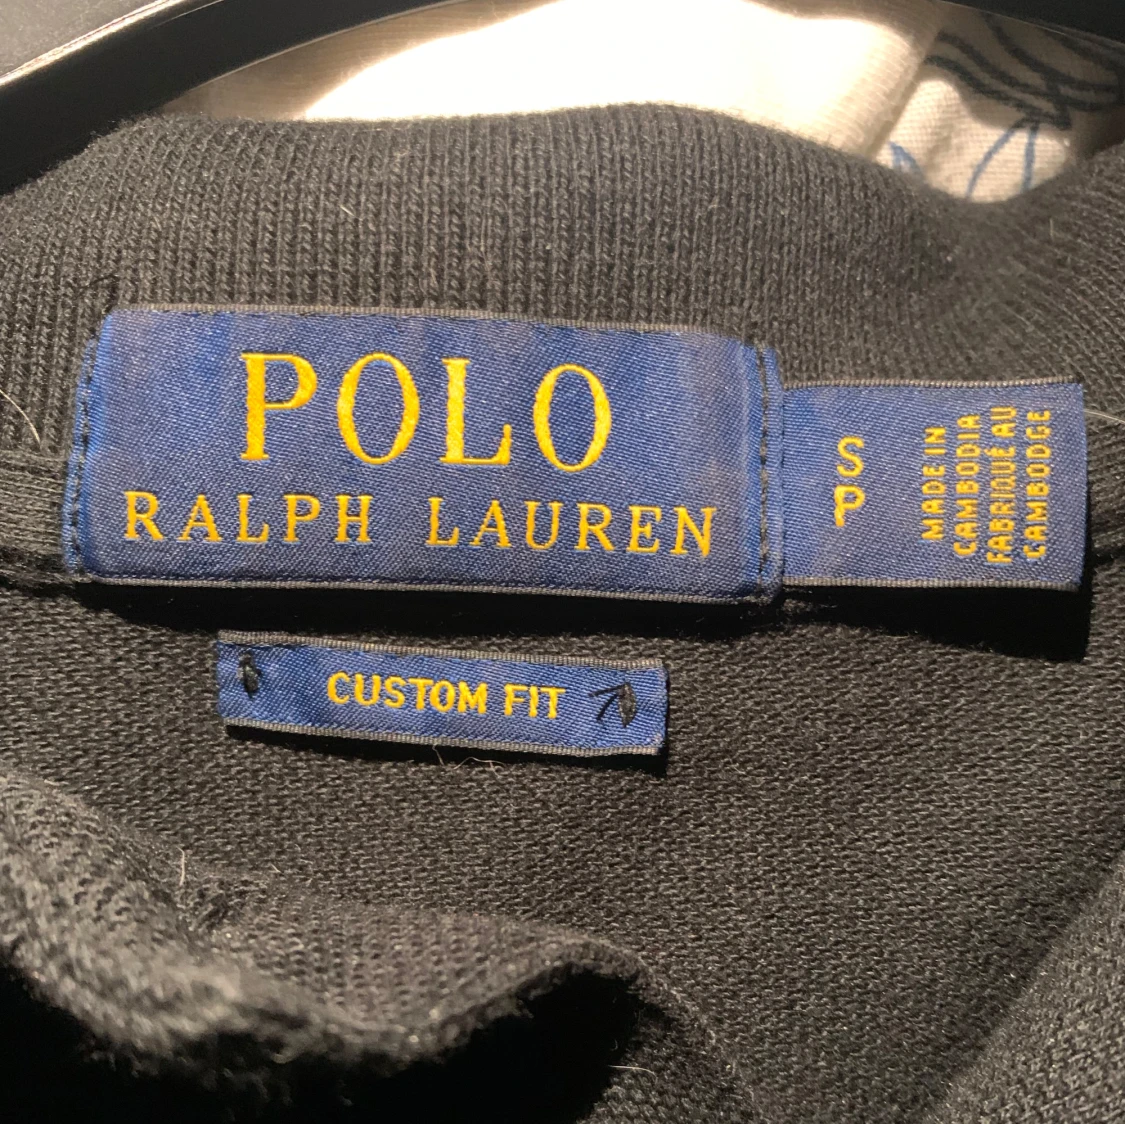 POLO
RALPH LAUREN
S
P
MADE IN
CAMBODIA
FABRIQUÉ AU
CAMBODGE
CUSTOM FIT